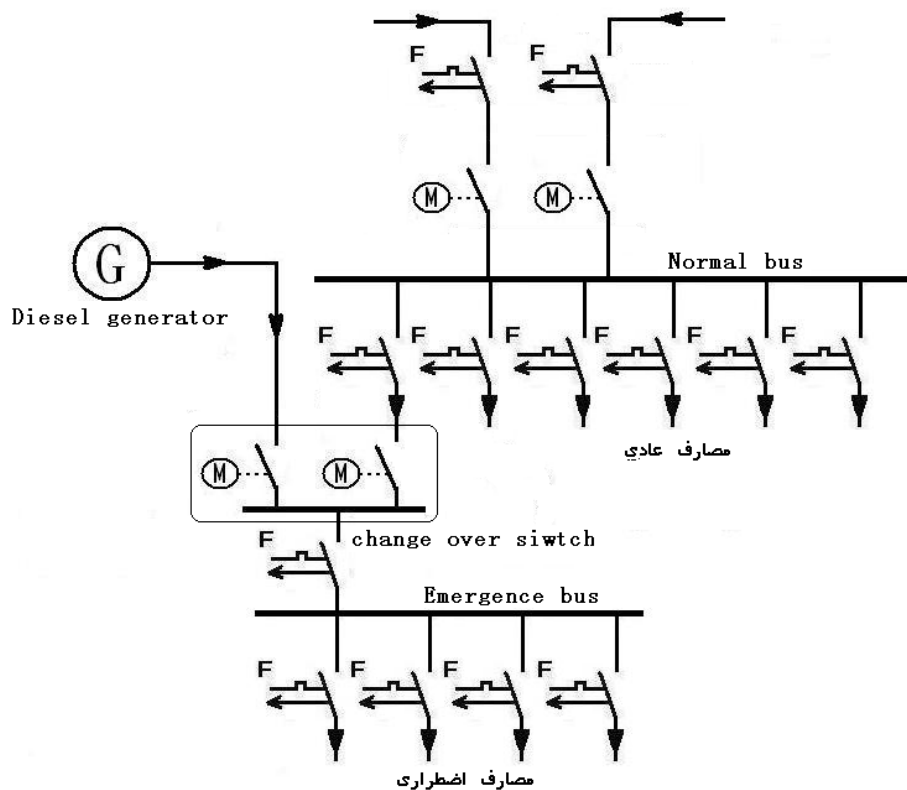 F F
M M
Normal bus
G
Diesel generator
F F F F F F
مصارف عادي
M M
change over siwtch
F
Emergence bus
F F F F
مصارف اضطراری